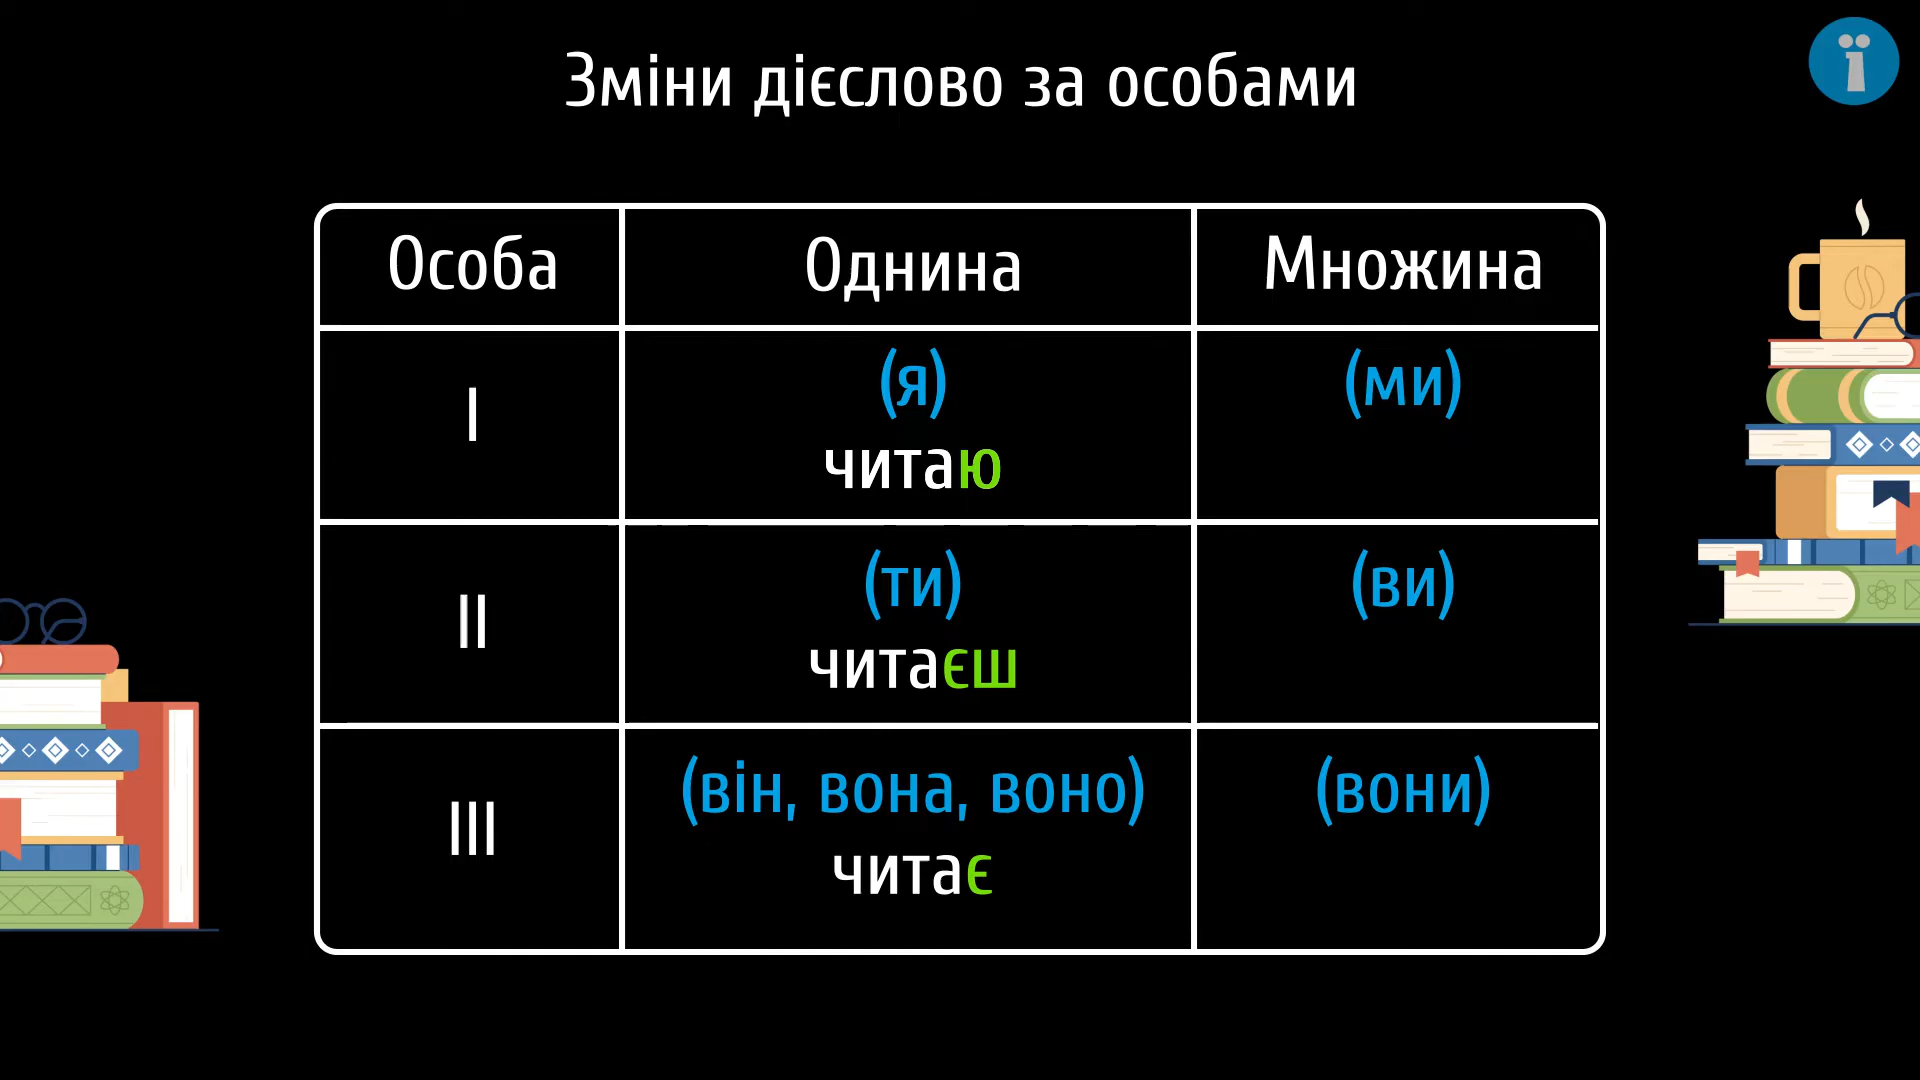 Зміни дієслово за особами
ї
Особа Однина Множина
I (я) (ми)
читаю
II (ти) (ви)
читаєш
III (він, вона, воно) (вони)
читає